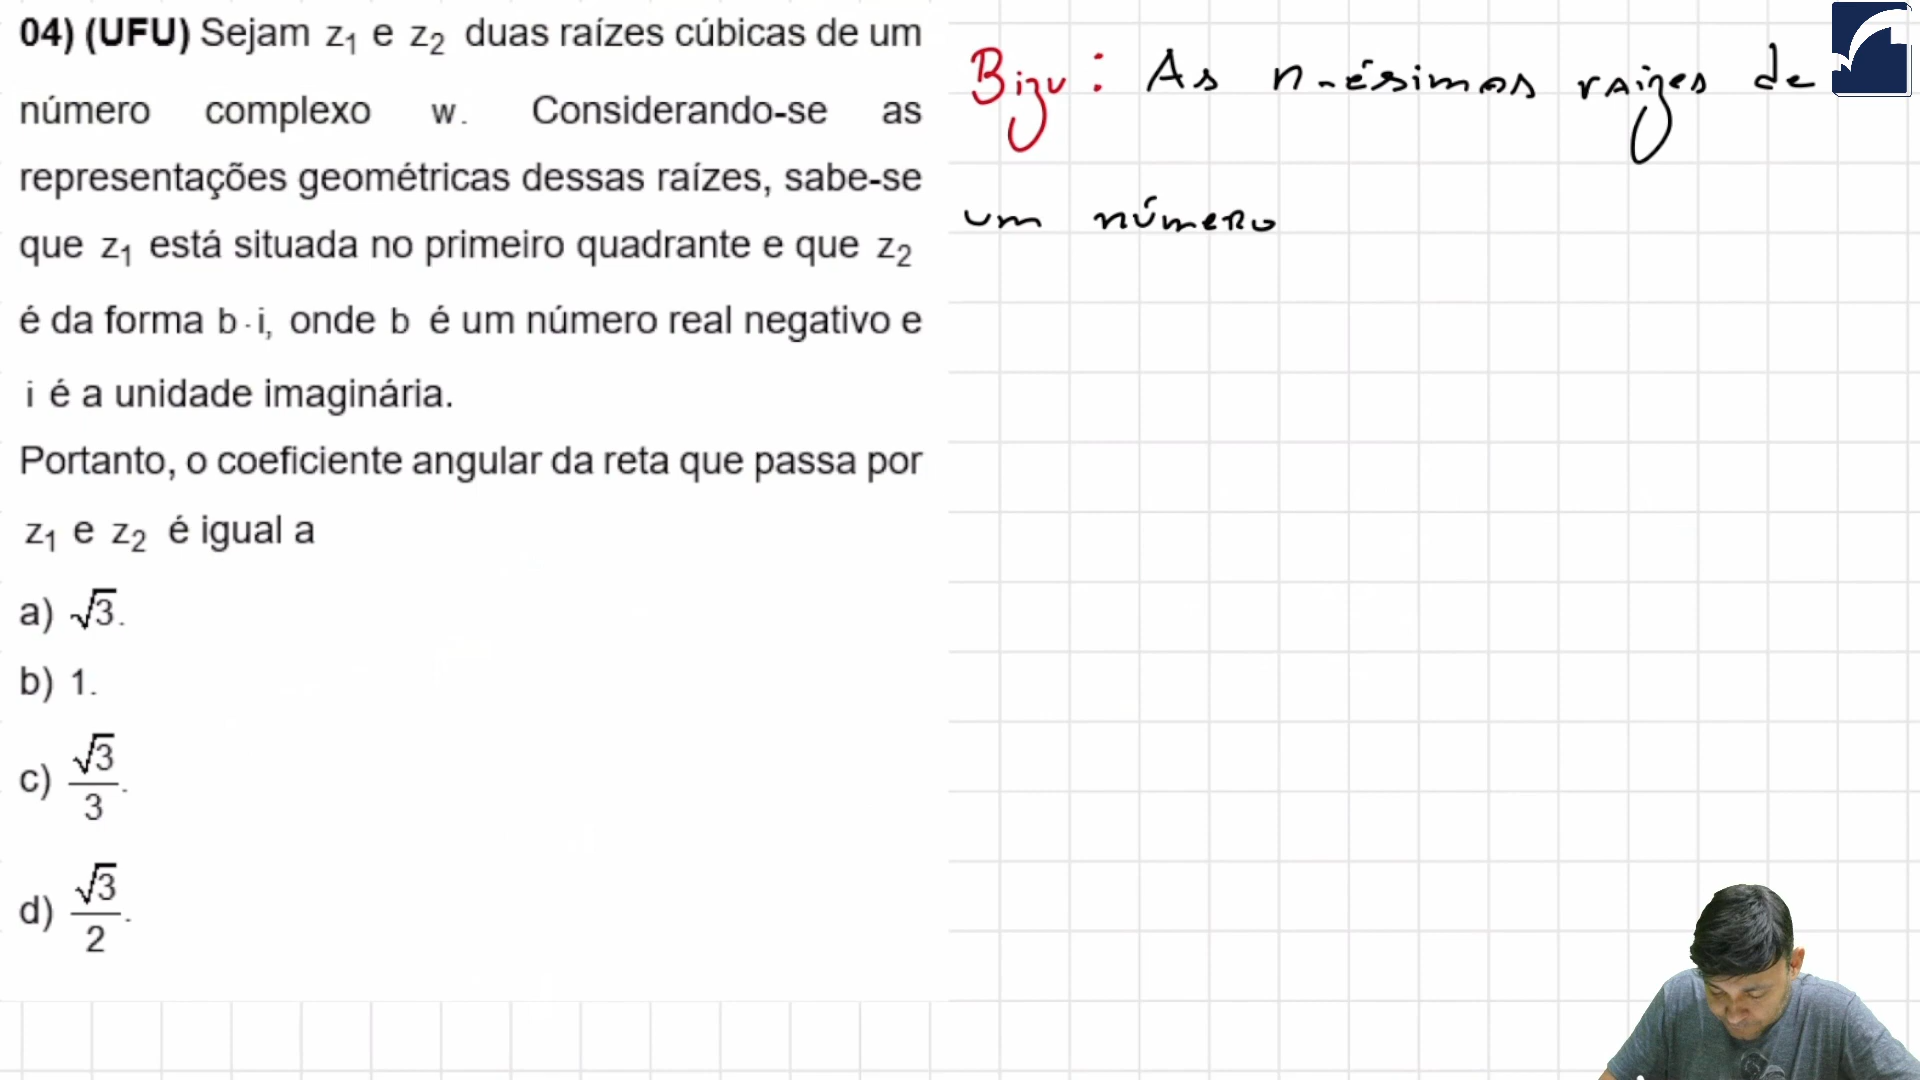 04) (UFU) Sejam z₁ e z₂ duas raízes cúbicas de um
número complexo w. Considerando-se as
representações geométricas dessas raízes, sabe-se
que z₁ está situada no primeiro quadrante e que z₂
é da forma b·i, onde b é um número real negativo e
i é a unidade imaginária.
Portanto, o coeficiente angular da reta que passa por
z₁ e z₂ é igual a
a) √3.
b) 1.
c) √3/3.
d) √3/2.
Bizu: As n-ésimas raízes de
um número